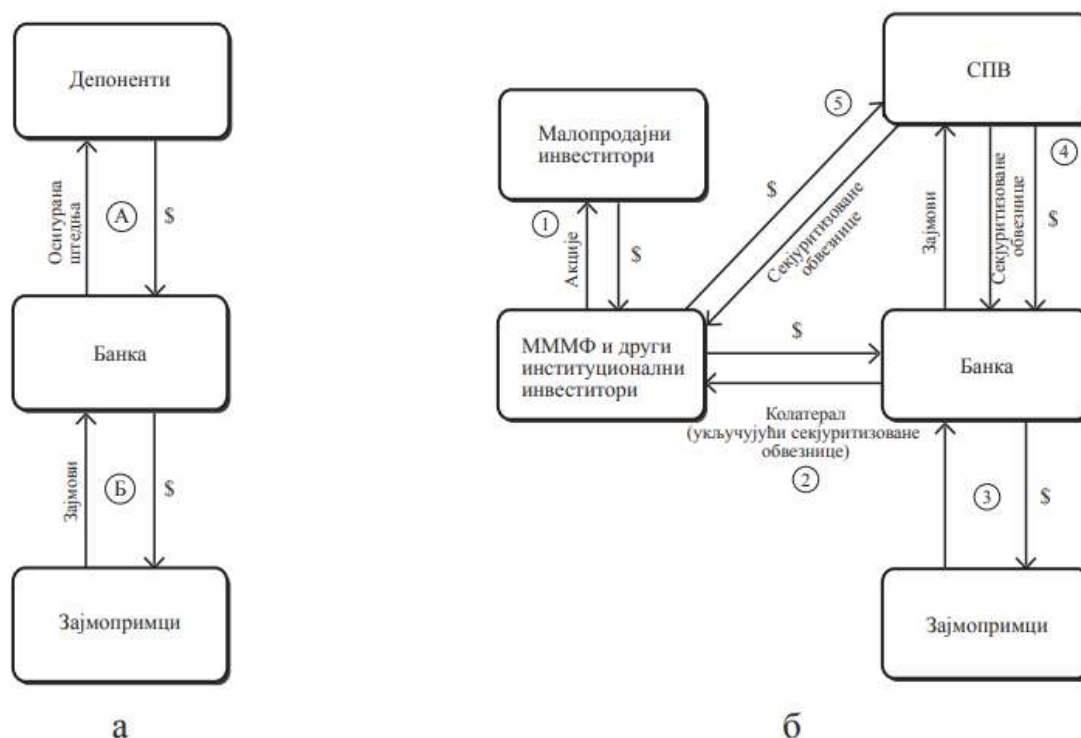 Депоненти
Осигурана
штедња
А
$
Банка
Зајмови
Б
$
Зајмопримци
а
Малопродајни
инвеститори
1
Акције
$
МММФ и други
институционални
инвеститори
5
$
Секјуритизоване
обвезнице
СПВ
4
Зајмови
Секјуритизоване
обвезнице
$
$
Банка
Колатерал
(укључујући секјуритизоване
обвезнице)
2
3
$
Зајмопримци
б